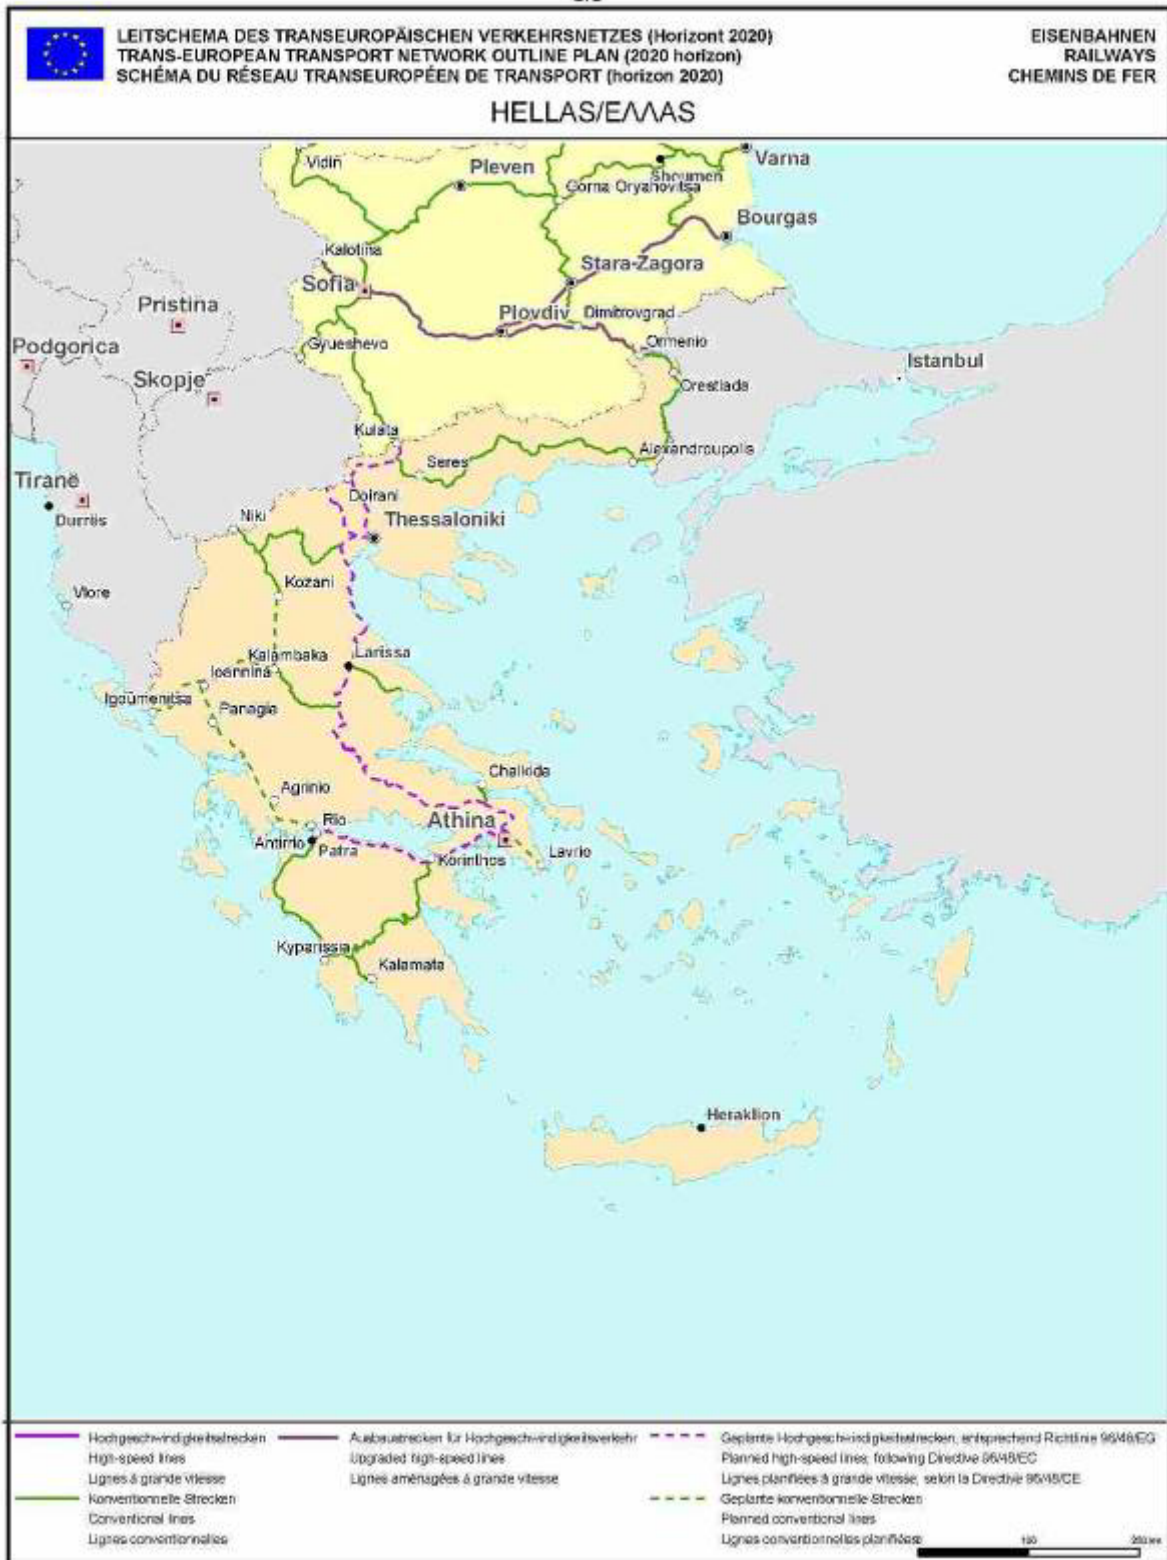 LEITSCHEMA DES TRANSEUROPÄISCHEN VERKEHRSNETZES (Horizont 2020)
TRANS-EUROPEAN TRANSPORT NETWORK OUTLINE PLAN (2020 horizon)
SCHÉMA DU RÉSEAU TRANSEUROPÉEN DE TRANSPORT (horizon 2020)
EISENBAHNEN
RAILWAYS
CHEMINS DE FER
HELLAS/ΕΛΛΑΣ
Vidin
Pleven
Shoumen
Varna
Gorna Oryahovitsa
Bourgas
Kalotina
Sofia
Stara-Zagora
Pristina
Plovdiv
Dimitrovgrad
Podgorica
Gyueshevo
Ormenio
Istanbul
Skopje
Orestiada
Kulata
Alexandroupolis
Seres
Tiranë
Doirani
Durrës
Niki
Thessaloniki
Kozani
Vlore
Kalambaka
Larissa
Ioannina
Igoumenitsa
Panagia
Chalkida
Agrinio
Rio
Athina
Antirrio
Patra
Korinthos
Lavrio
Kyparissia
Kalamata
Heraklion
Hochgeschwindigkeitsstrecken
High-speed lines
Lignes à grande vitesse
Konventionelle Strecken
Conventional lines
Lignes conventionnelles
Ausbaustrecken für Hochgeschwindigkeitsverkehr
Upgraded high-speed lines
Lignes aménagées à grande vitesse
Geplante Hochgeschwindigkeitsstrecken, entsprechend Richtlinie 96/48/EG
Planned high-speed lines, following Directive 96/48/EC
Lignes planifiées à grande vitesse, selon la Directive 96/48/CE
Geplante konventionelle Strecken
Planned conventional lines
Lignes conventionnelles planifiées